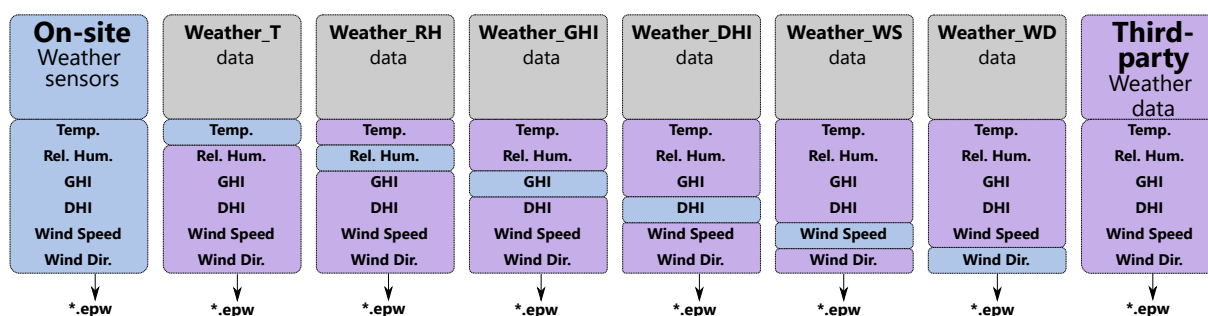 On-site
Weather
sensors
Temp.
Rel. Hum.
GHI
DHI
Wind Speed
Wind Dir.
*.epw
Weather_T
data
Temp.
Rel. Hum.
GHI
DHI
Wind Speed
Wind Dir.
*.epw
Weather_RH
data
Temp.
Rel. Hum.
GHI
DHI
Wind Speed
Wind Dir.
*.epw
Weather_GHI
data
Temp.
Rel. Hum.
GHI
DHI
Wind Speed
Wind Dir.
*.epw
Weather_DHI
data
Temp.
Rel. Hum.
GHI
DHI
Wind Speed
Wind Dir.
*.epw
Weather_WS
data
Temp.
Rel. Hum.
GHI
DHI
Wind Speed
Wind Dir.
*.epw
Weather_WD
data
Temp.
Rel. Hum.
GHI
DHI
Wind Speed
Wind Dir.
*.epw
Third-
party
Weather
data
Temp.
Rel. Hum.
GHI
DHI
Wind Speed
Wind Dir.
*.epw